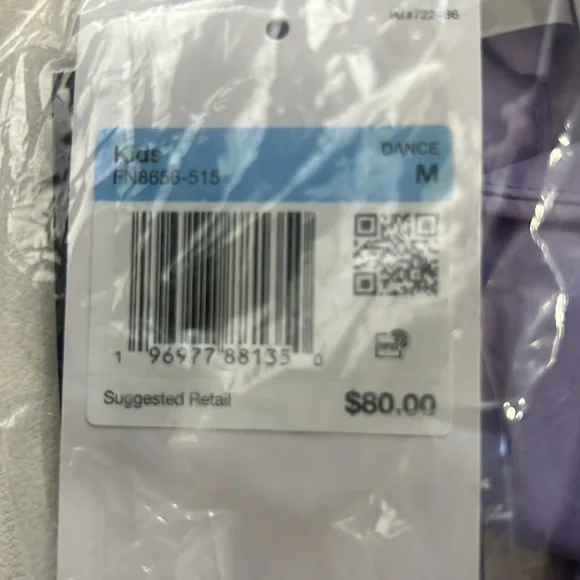 Kids DANCE
FN8656-515 M
1 96977 88135 0
Suggested Retail $80.00